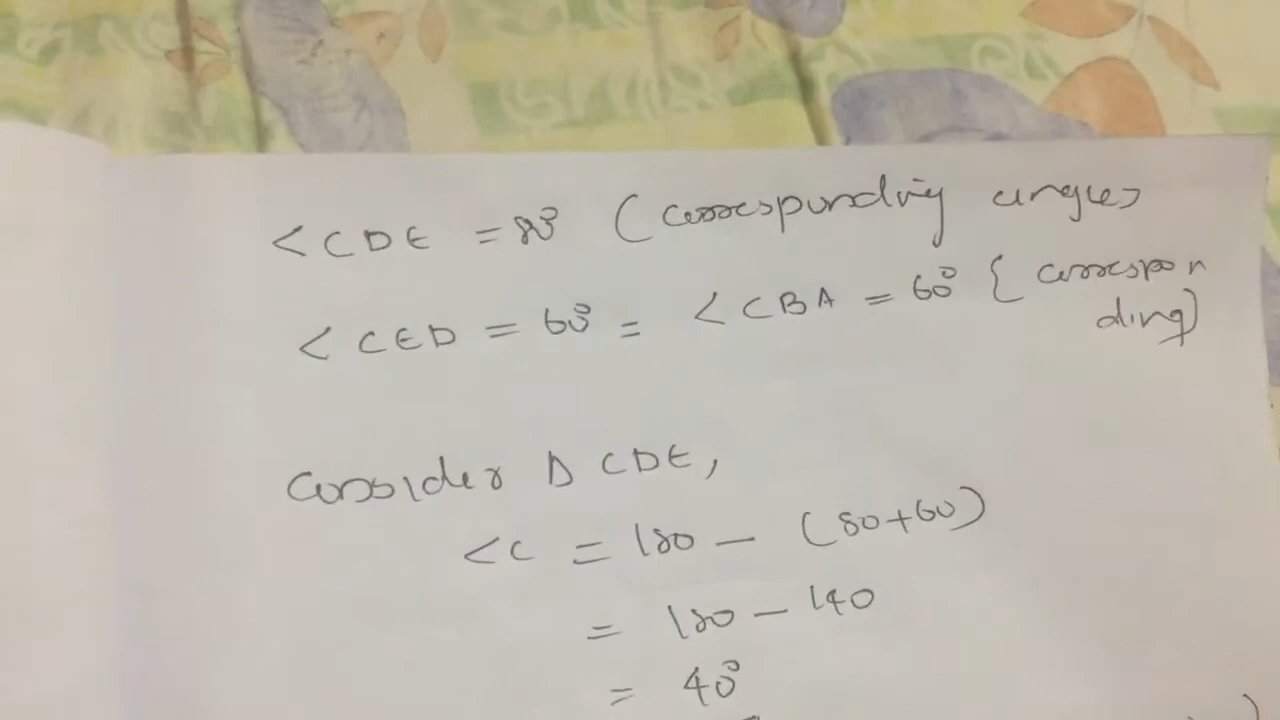 <CDE = 80° (corresponding angles
<CED = 60° = <CBA = 60° { correspon
ding)
Consider Δ CDE,
<C = 180 – (80+60)
= 180 – 140
= 40°